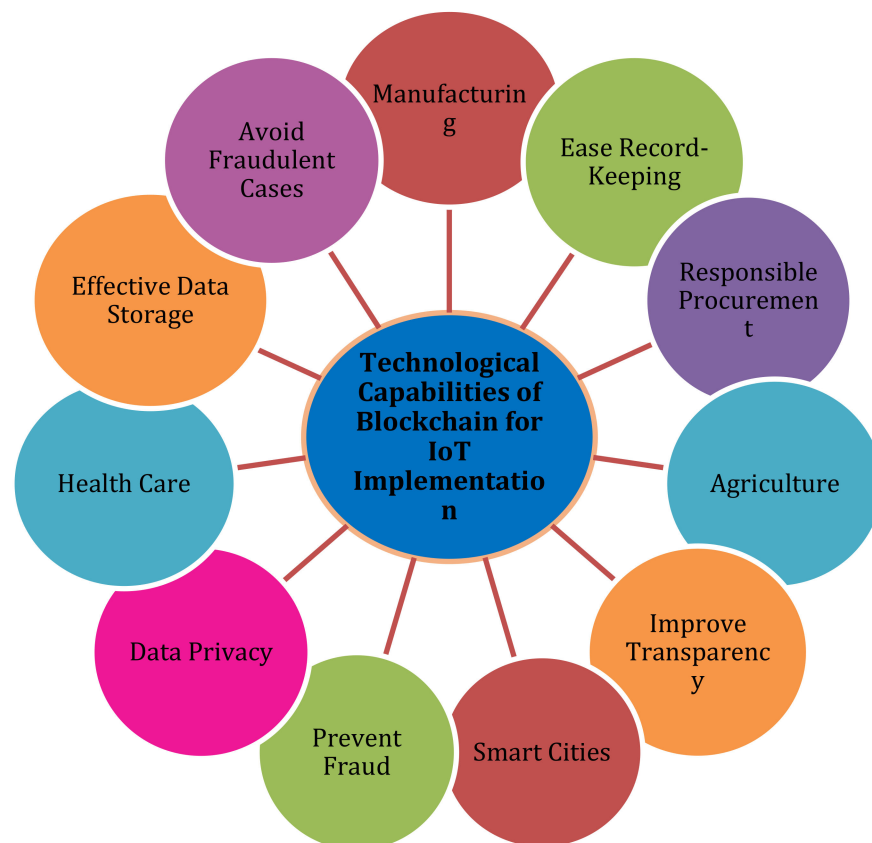 Technological
Capabilities of
Blockchain for
IoT
Implementatio
n
Manufacturin
g
Ease Record-
Keeping
Responsible
Procuremen
t
Agriculture
Improve
Transparenc
y
Smart Cities
Prevent
Fraud
Data Privacy
Health Care
Effective Data
Storage
Avoid
Fraudulent
Cases